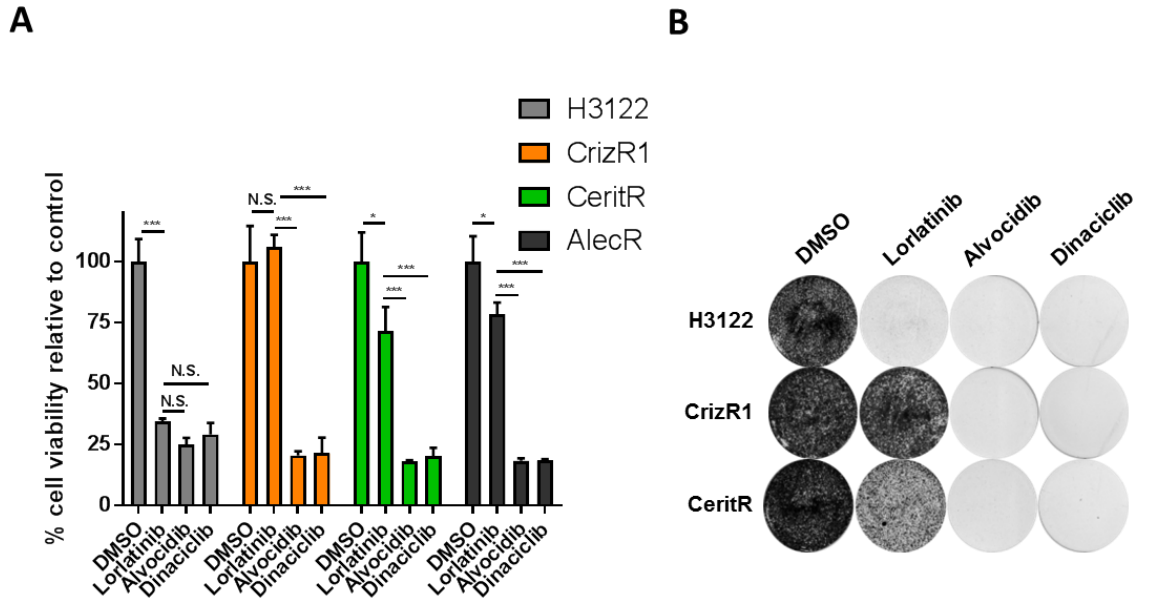 A
B
H3122
CrizR1
CeritR
AlecR
% cell viability relative to control
100
75
50
25
0
***
N.S.
N.S.
N.S.
***
***
*
***
***
*
***
***
DMSO
Lorlatinib
Alvocidib
Dinaciclib
DMSO
Lorlatinib
Alvocidib
Dinaciclib
DMSO
Lorlatinib
Alvocidib
Dinaciclib
DMSO
Lorlatinib
Alvocidib
Dinaciclib
DMSO
Lorlatinib
Alvocidib
Dinaciclib
H3122
CrizR1
CeritR